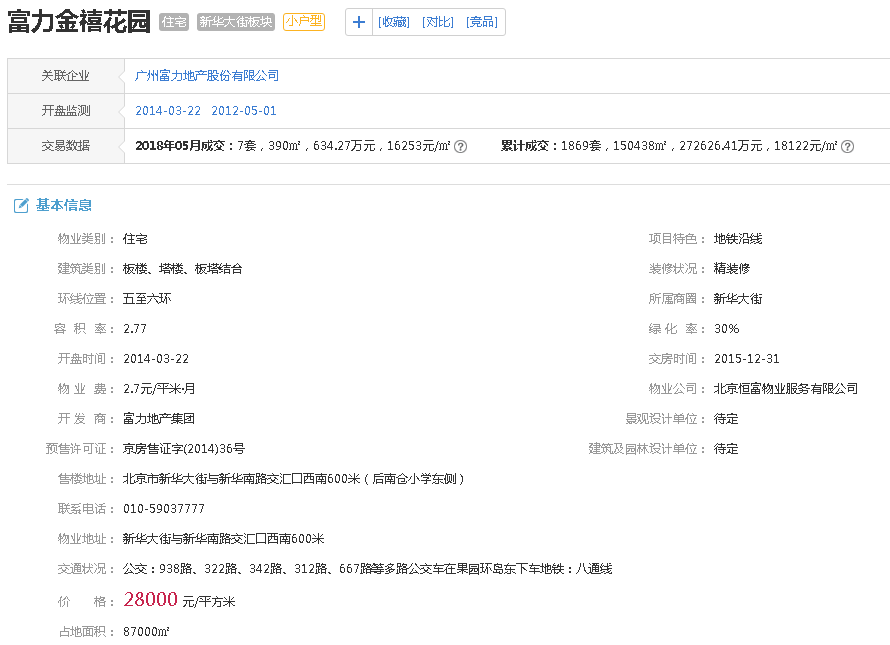 富力金禧花园 住宅 新华大街板块 小户型 + [收藏] [对比] [竞品]
关联企业 广州富力地产股份有限公司
开盘监测 2014-03-22 2012-05-01
交易数据 2018年05月成交：7套，390㎡，634.27万元，16253元/㎡ ? 累计成交：1869套，150438㎡，272626.41万元，18122元/㎡ ?
基本信息
物业类别： 住宅 项目特色： 地铁沿线
建筑类别： 板楼、塔楼、板塔结合 装修状况： 精装修
环线位置： 五至六环 所属商圈： 新华大街
容 积 率： 2.77 绿 化 率： 30%
开盘时间： 2014-03-22 交房时间： 2015-12-31
物 业 费： 2.7元/平米·月 物业公司： 北京恒富物业服务有限公司
开 发 商： 富力地产集团 景观设计单位： 待定
预售许可证： 京房售证字(2014)36号 建筑及园林设计单位： 待定
售楼地址： 北京市新华大街与新华南路交汇口西南600米（后南仓小学东侧）
联系电话： 010-59037777
物业地址： 新华大街与新华南路交汇口西南600米
交通状况： 公交：938路、322路、342路、312路、667路等多路公交车在果园环岛东下车地铁：八通线
价 格： 28000 元/平方米
占地面积： 87000㎡